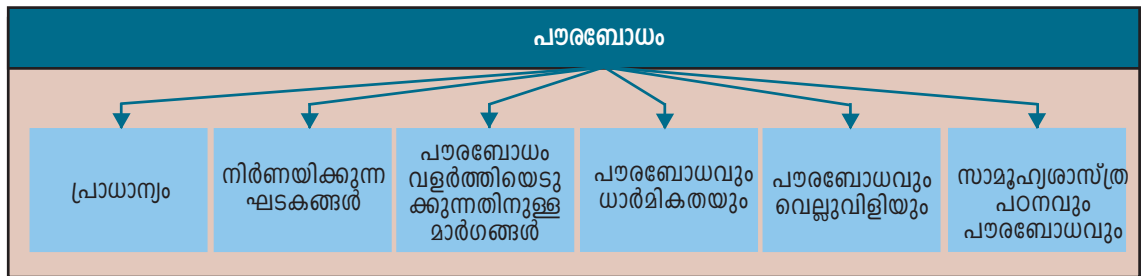 പൗരബോധം
പ്രാധാന്യം
നിർണയിക്കുന്ന
ഘടകങ്ങൾ
പൗരബോധം
വളർത്തിയെടു
ക്കുന്നതിനുള്ള
മാർഗങ്ങൾ
പൗരബോധവും
ധാർമികതയും
പൗരബോധവും
വെല്ലുവിളിയും
സാമൂഹ്യശാസ്ത്ര
പഠനവും
പൗരബോധവും